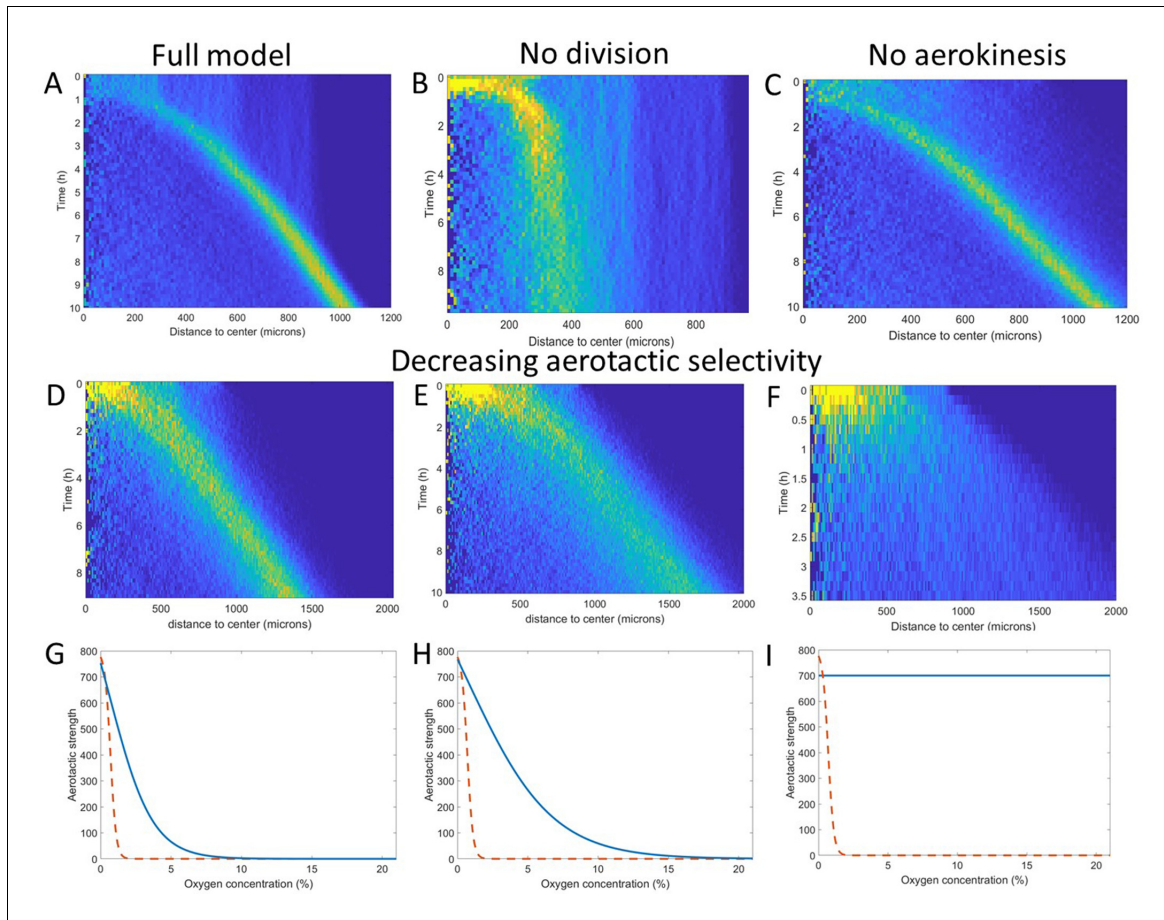 Full model
No division
No aerokinesis
A
B
C
0
1
2
3
4
5
6
7
8
9
10
Time (h)
0 200 400 600 800 1000 1200
Distance to center (microns)
0
2
4
6
8
Time (h)
0 200 400 600 800
Distance to center (microns)
0
2
4
6
8
10
Time (h)
0 200 400 600 800 1000 1200
Distance to center (microns)
Decreasing aerotactic selectivity
D
E
F
0
2
4
6
8
Time (h)
0 500 1000 1500 2000
distance to center (microns)
0
2
4
6
8
10
Time (h)
0 500 1000 1500 2000
distance to center (microns)
0
0.5
1
1.5
2
2.5
3
3.5
Time (h)
0 500 1000 1500 2000
Distance to center (microns)
G
H
I
800
700
600
500
400
300
200
100
0
Aerotactic strength
0 5 10 15 20
Oxygen concentration (%)
800
700
600
500
400
300
200
100
0
Aerotactic strength
0 5 10 15 20
Oxygen concentration (%)
800
700
600
500
400
300
200
100
0
Aerotactic strength
0 5 10 15 20
Oxygen concentration (%)